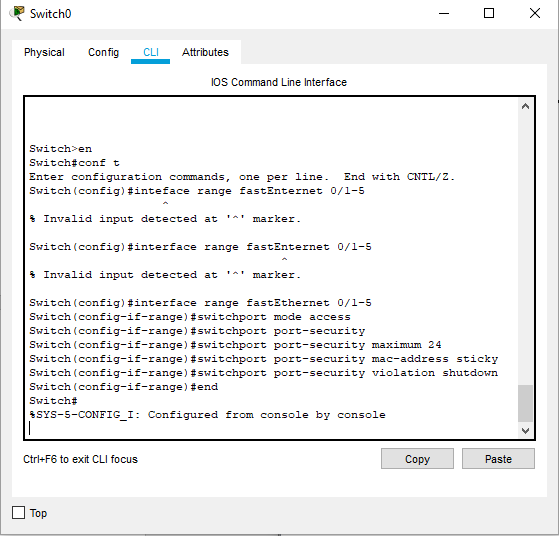 Switch0
Physical Config CLI Attributes
IOS Command Line Interface
Switch>en
Switch#conf t
Enter configuration commands, one per line.  End with CNTL/Z.
Switch(config)#inteface range fastEnternet 0/1-5
                   ^
% Invalid input detected at '^' marker.
Switch(config)#interface range fastEnternet 0/1-5
                                    ^
% Invalid input detected at '^' marker.
Switch(config)#interface range fastEthernet 0/1-5
Switch(config-if-range)#switchport mode access
Switch(config-if-range)#switchport port-security
Switch(config-if-range)#switchport port-security maximum 24
Switch(config-if-range)#switchport port-security mac-address sticky
Switch(config-if-range)#switchport port-security violation shutdown
Switch(config-if-range)#end
Switch#
%SYS-5-CONFIG_I: Configured from console by console
Ctrl+F6 to exit CLI focus
Copy Paste
Top